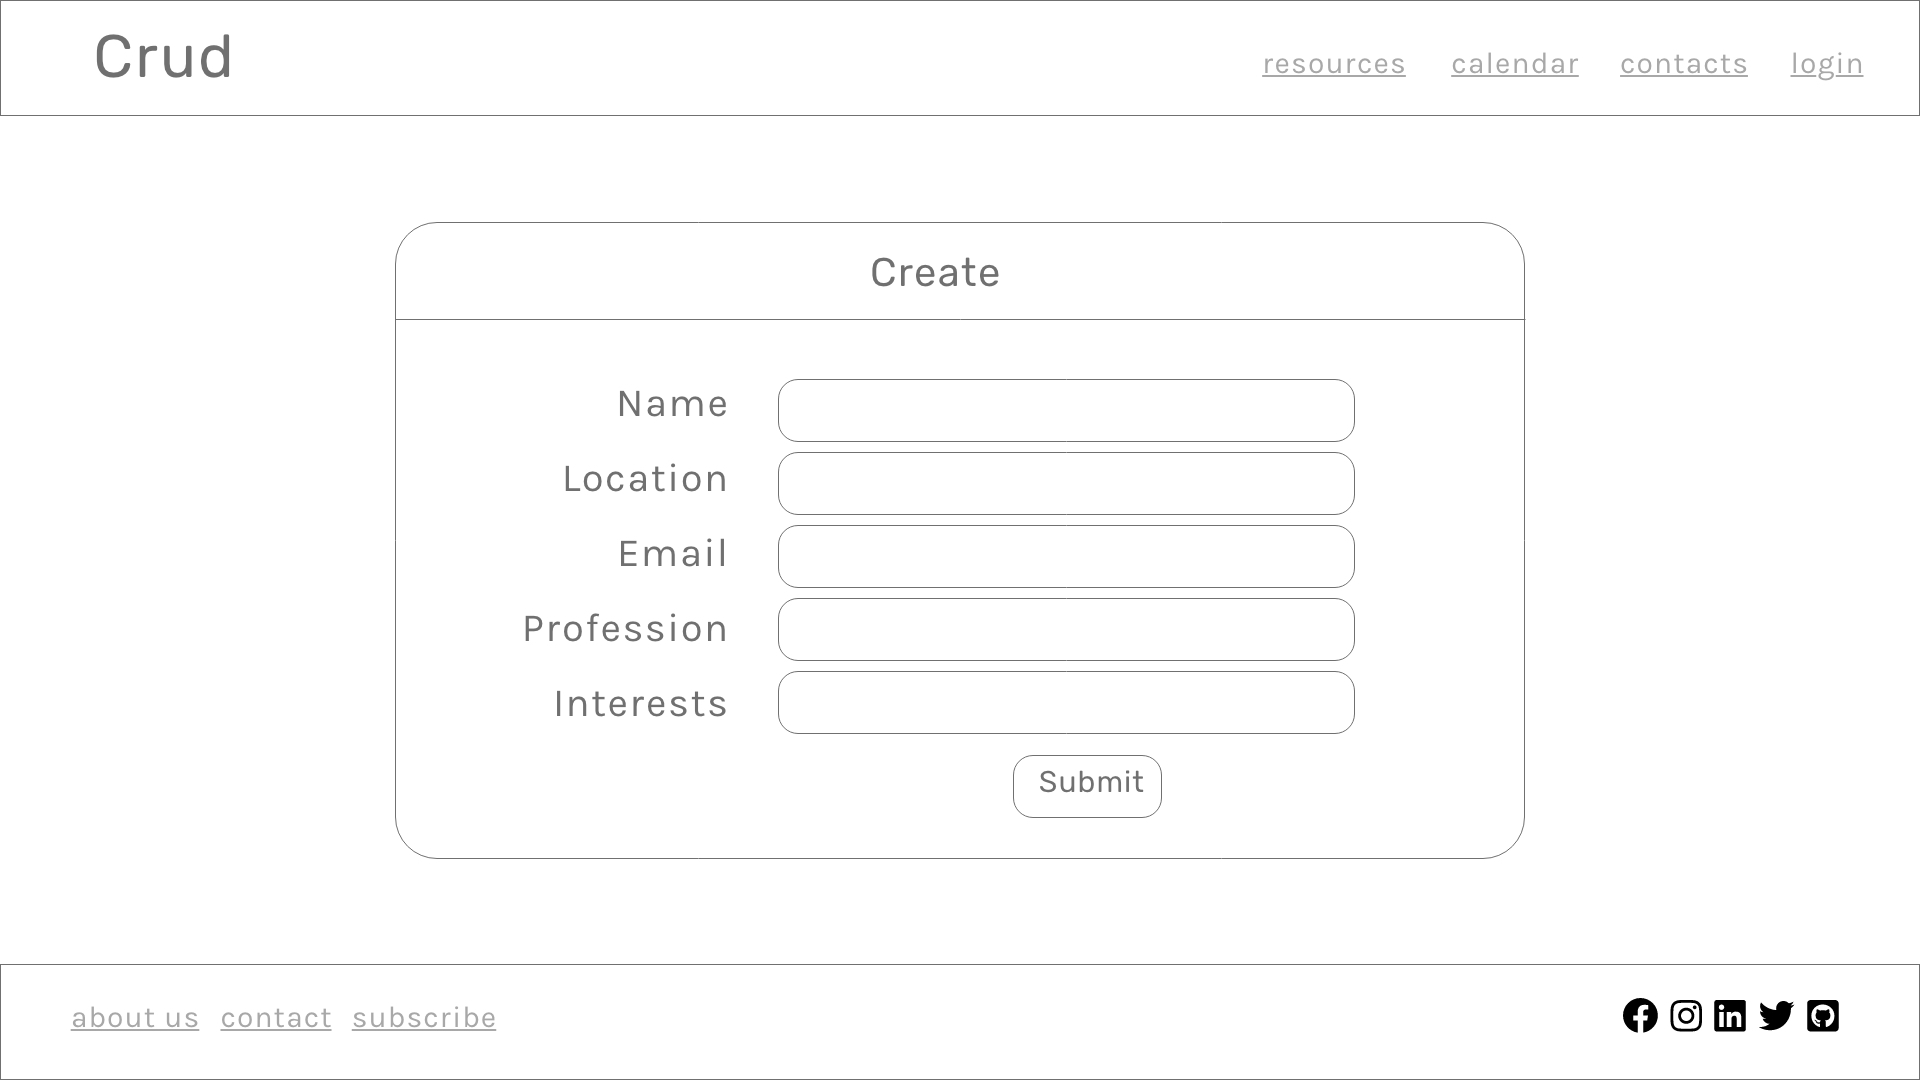 Crud
resources calendar contacts login
Create
Name
Location
Email
Profession
Interests
Submit
about us contact subscribe